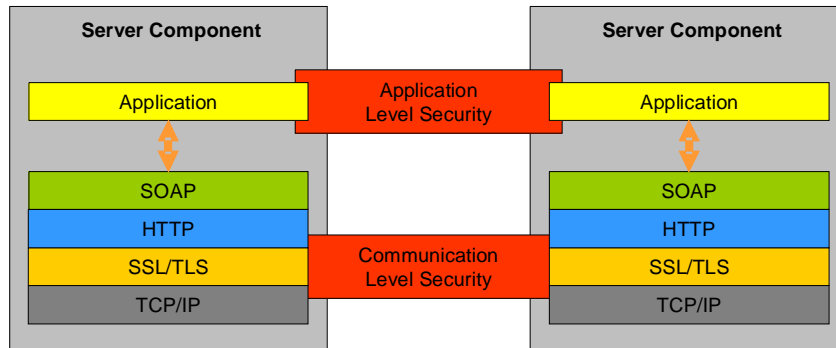 Server Component
Server Component
Application
Application
Level Security
Application
SOAP
SOAP
HTTP
HTTP
Communication
Level Security
SSL/TLS
SSL/TLS
TCP/IP
TCP/IP